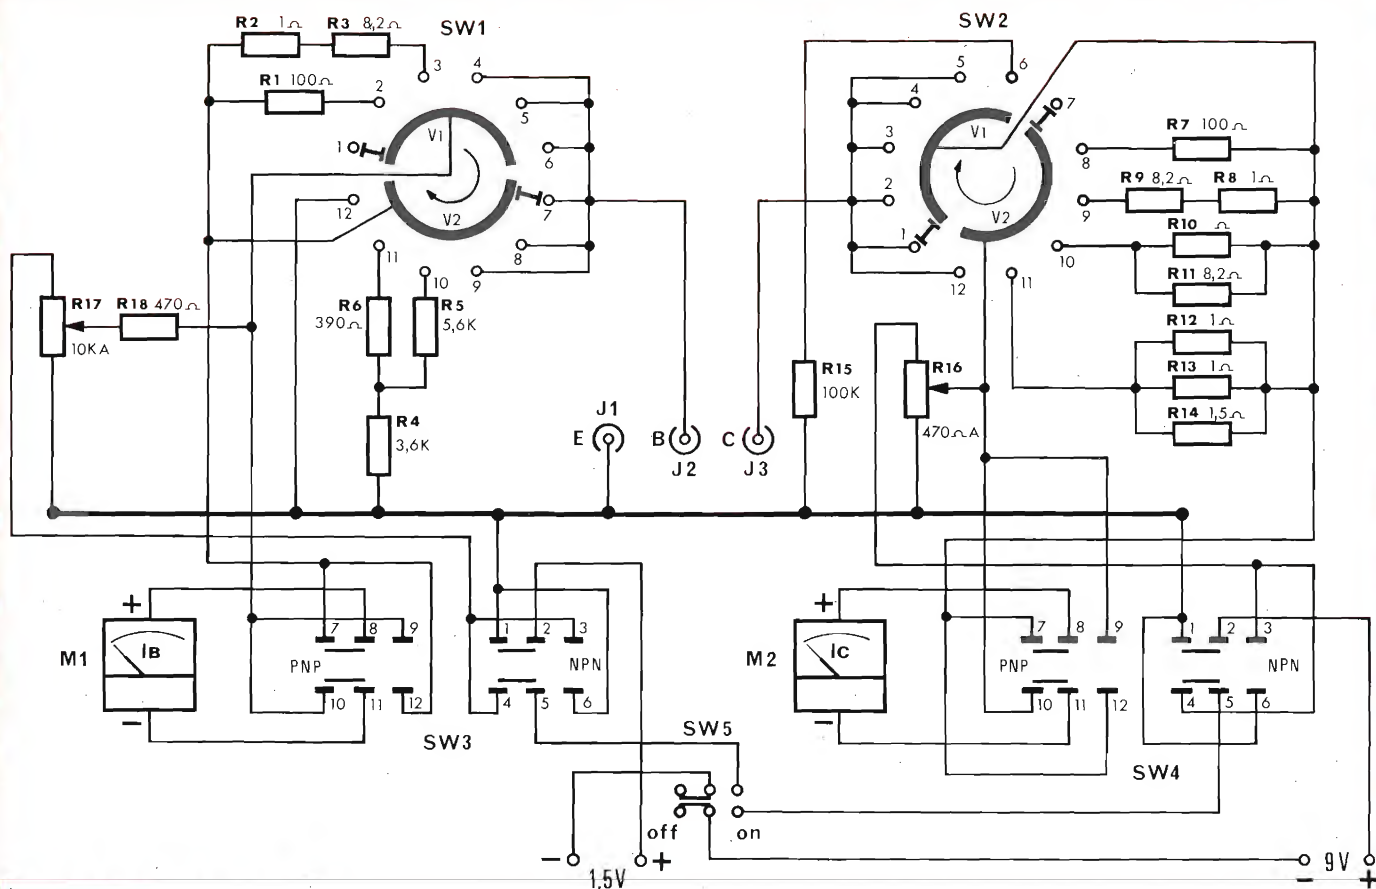 R2 1Ω R3 8,2Ω SW1 SW2
3 4 5 6
R1 100Ω 2 5 4 7
V1 V1 R7 100Ω
1 6 3 8
R9 8,2Ω R8 1Ω
12 V2 7 2 V2 9
R10 Ω
11 8 1 10
10 9 12 11 R11 8,2Ω
R17 R18 470Ω R6 R5 R12 1Ω
390Ω 5,6K
10KA R15 R16 R13 1Ω
100K
J1 R14 1,5Ω
R4 E B C 470ΩA
3,6K J2 J3
+ + 
7 8 9 1 2 3 7 8 9 1 2 3
M1 IB PNP NPN M2 IC PNP NPN
10 11 12 4 5 6 10 11 12 4 5 6
− −
SW3 SW5 SW4
off on
− + 9V
1,5V − +